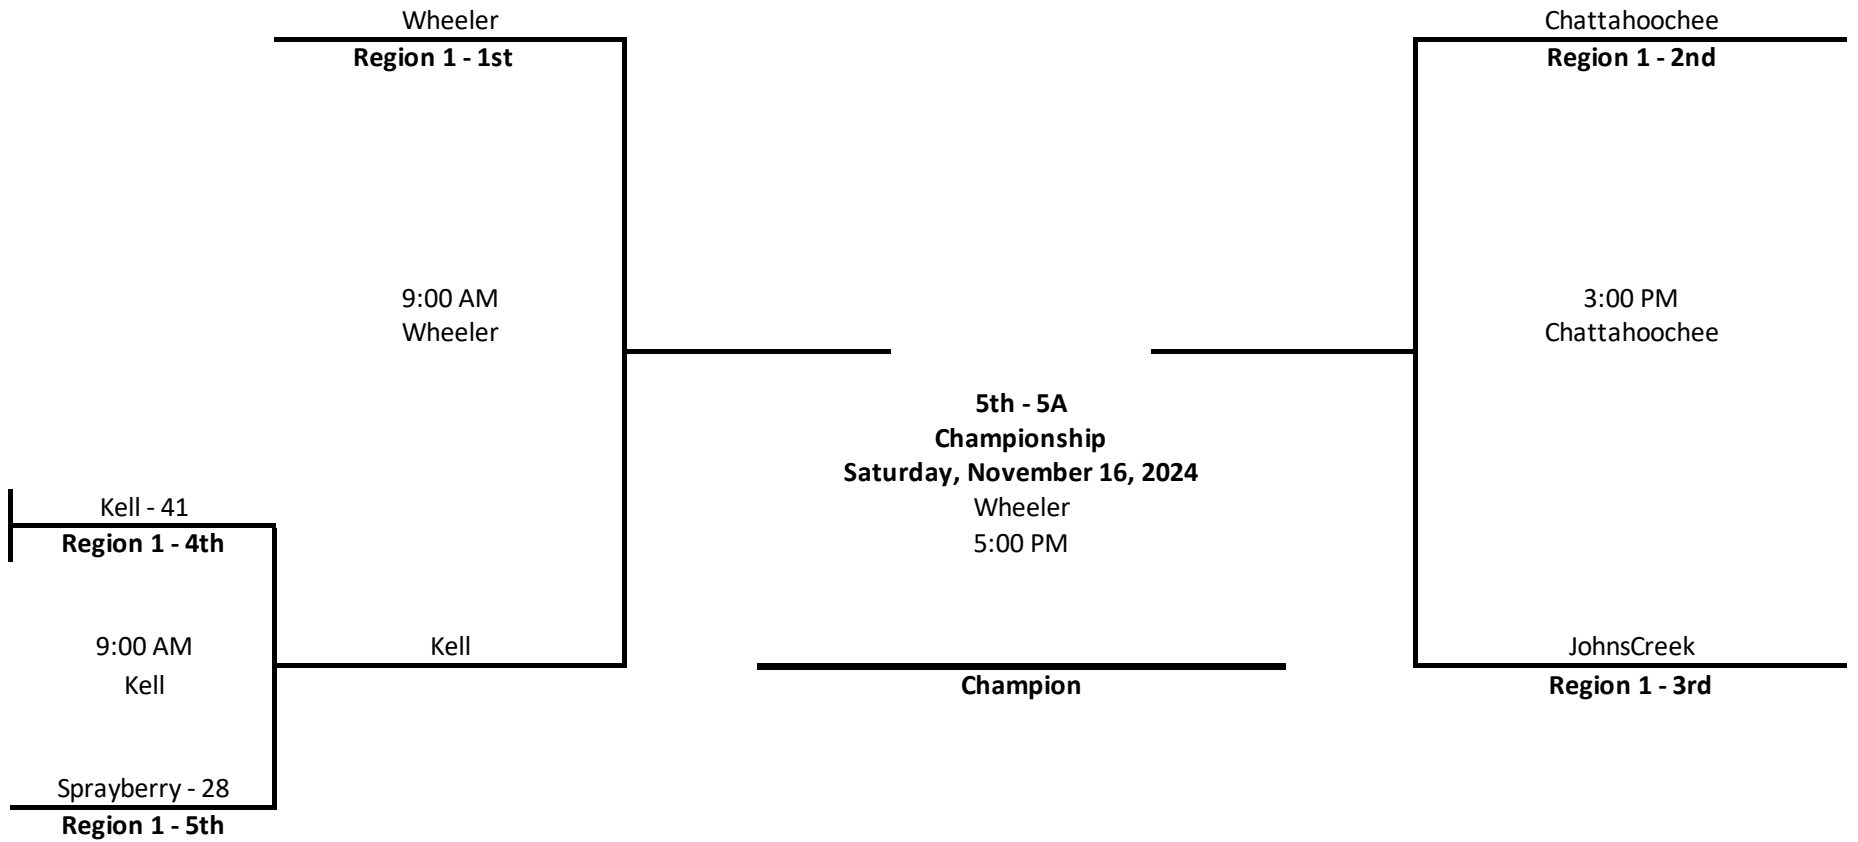 Wheeler
Region 1 - 1st
9:00 AM
Wheeler
Kell - 41
Region 1 - 4th
9:00 AM
Kell
Kell
Sprayberry - 28
Region 1 - 5th
5th - 5A
Championship
Saturday, November 16, 2024
Wheeler
5:00 PM
Champion
Chattahoochee
Region 1 - 2nd
3:00 PM
Chattahoochee
JohnsCreek
Region 1 - 3rd